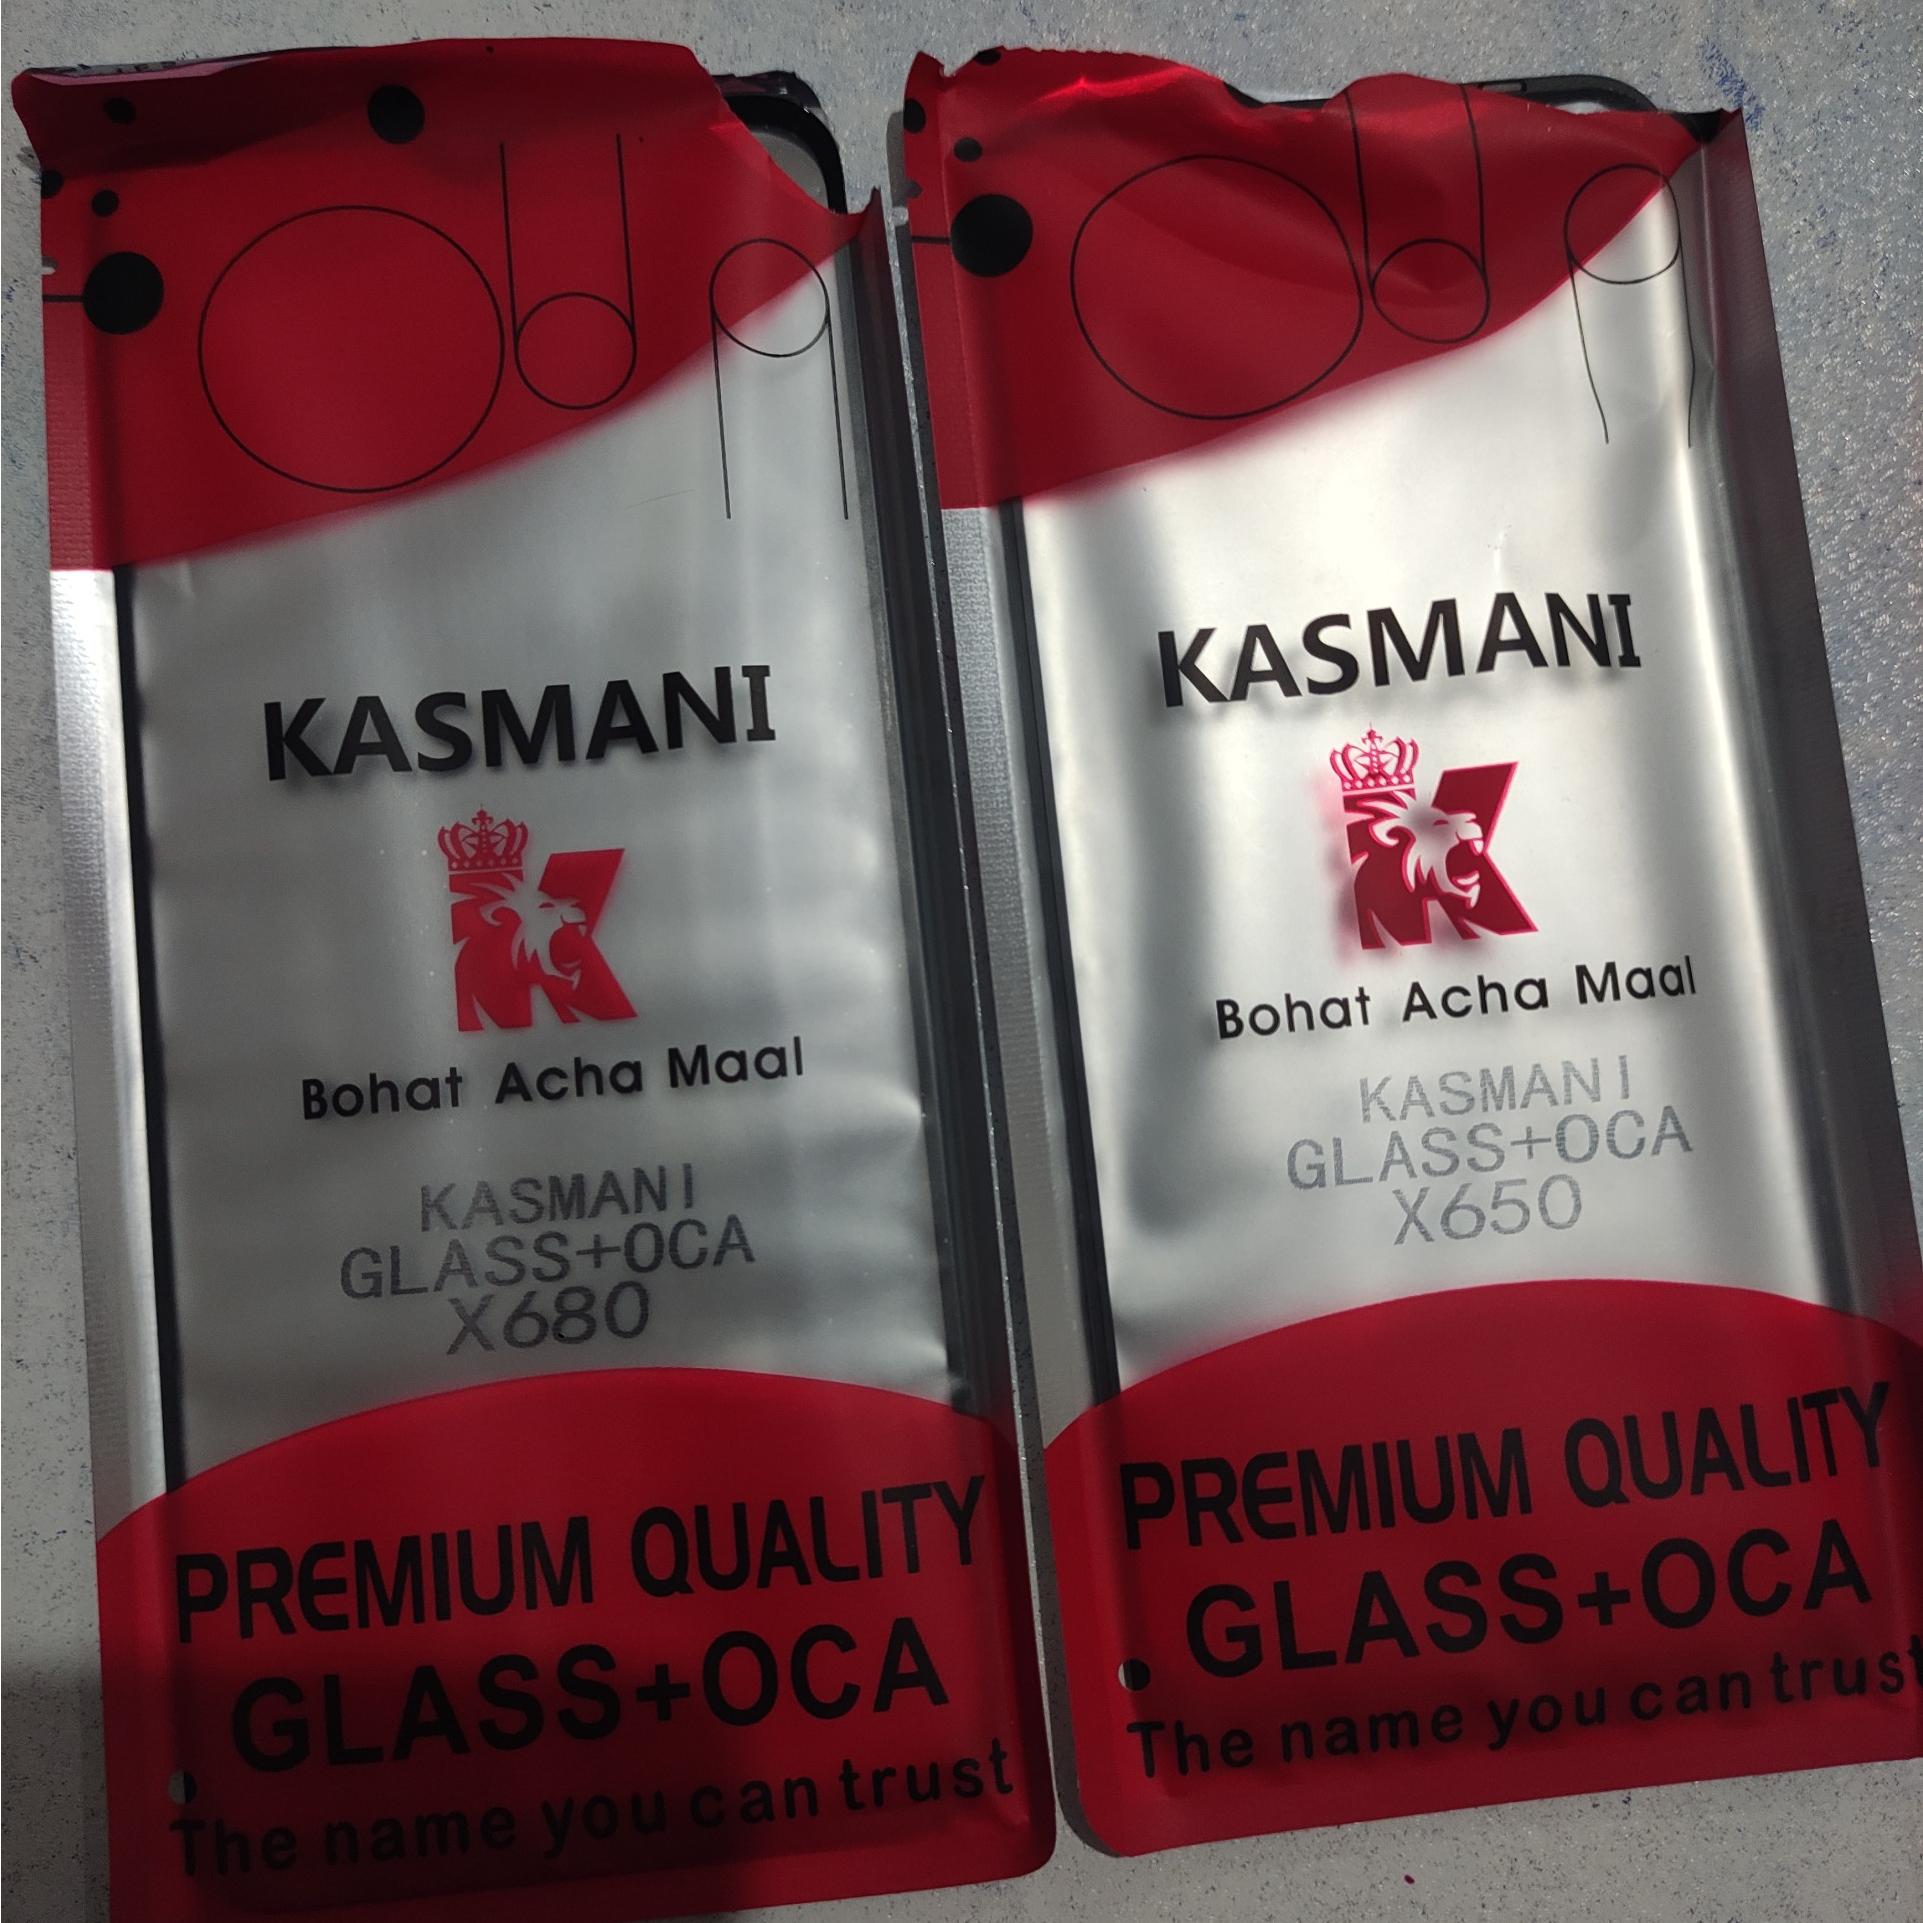 KASMANI
Bohat Acha Maal
KASMANI
GLASS+OCA
X680
PREMIUM QUALITY
GLASS+OCA
The name you can trust
KASMANI
Bohat Acha Maal
KASMANI
GLASS+OCA
X650
PREMIUM QUALITY
GLASS+OCA
The name you can trust